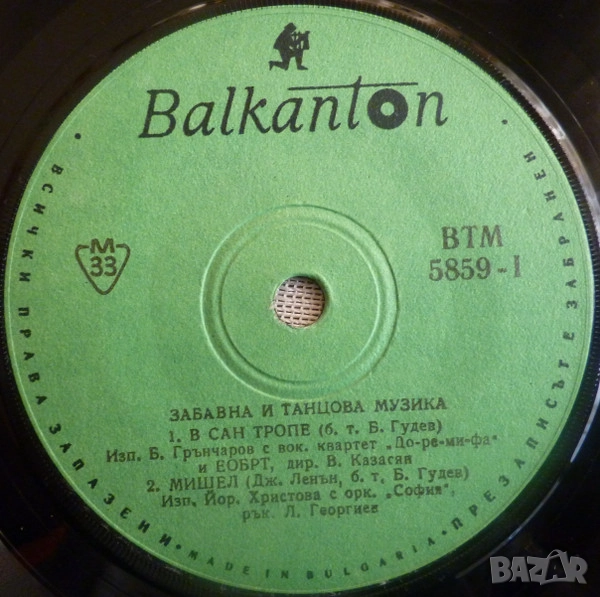 Balkanton
М
33
ВТМ
5859-I
ЗАБАВНА И ТАНЦОВА МУЗИКА
1. В САН ТРОПЕ (б. т. Б. Гудев)
Изп. Б. Грънчаров с вок. квартет „До-ре-ми-фа"
и ЕОБРТ, дир. В. Казасян
2. МИШЕЛ (Дж. Ленън, б. т. Б. Гудев)
Изп. Йор. Христова с орк. „София",
рък. Л. Георгиев
• ВСИЧКИ ПРАВА ЗАПАЗЕНИ • MADE IN BULGARIA • ПРЕЗАПИСЪТ Е ЗАБРАНЕН •
BAZAR